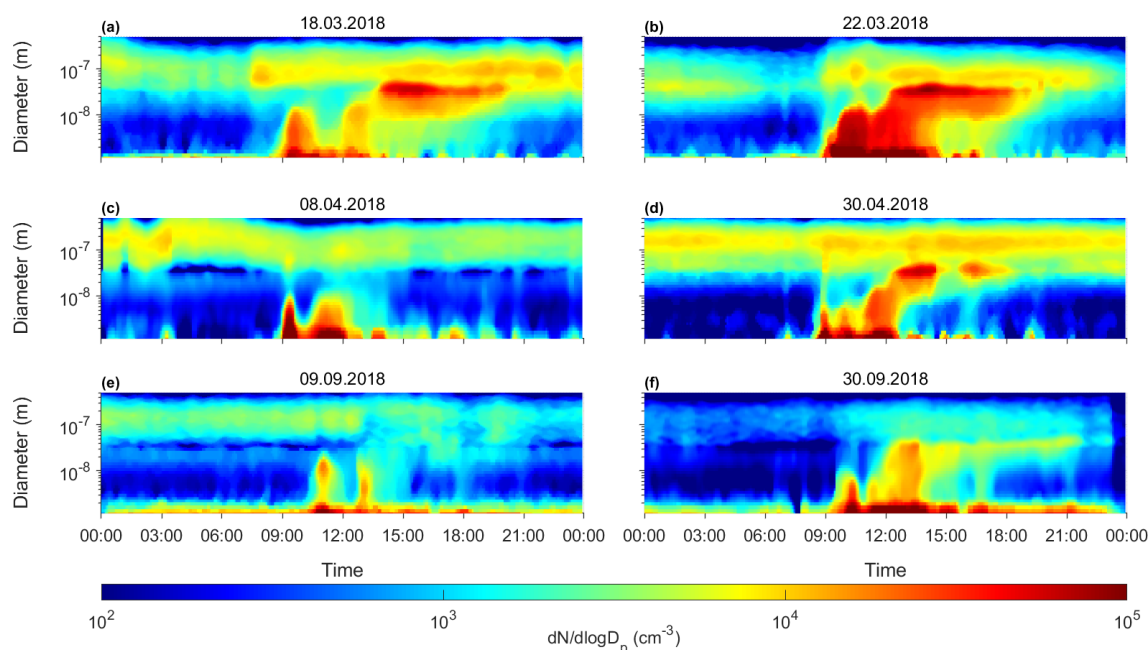 (a) 18.03.2018
(b) 22.03.2018
Diameter (m)
10^-7
10^-8
Diameter (m)
(c) 08.04.2018
(d) 30.04.2018
Diameter (m)
10^-7
10^-8
Diameter (m)
(e) 09.09.2018
(f) 30.09.2018
Diameter (m)
10^-7
10^-8
Diameter (m)
00:00 03:00 06:00 09:00 12:00 15:00 18:00 21:00 00:00
00:00 03:00 06:00 09:00 12:00 15:00 18:00 21:00 00:00
Time
Time
10^2 10^3 10^4 10^5
dN/dlogD_p (cm^-3)